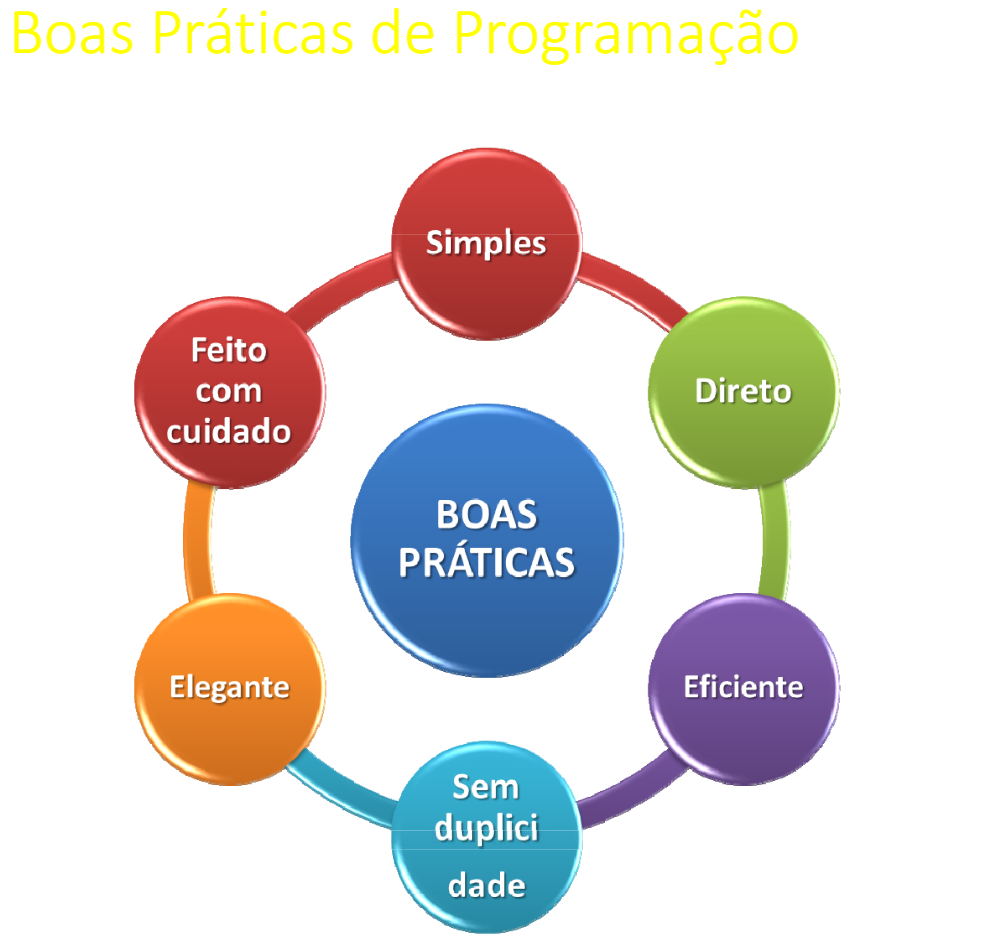 Boas Práticas de Programação
Simples
Feito
com
cuidado
Direto
BOAS
PRÁTICAS
Elegante
Eficiente
Sem
duplici
dade